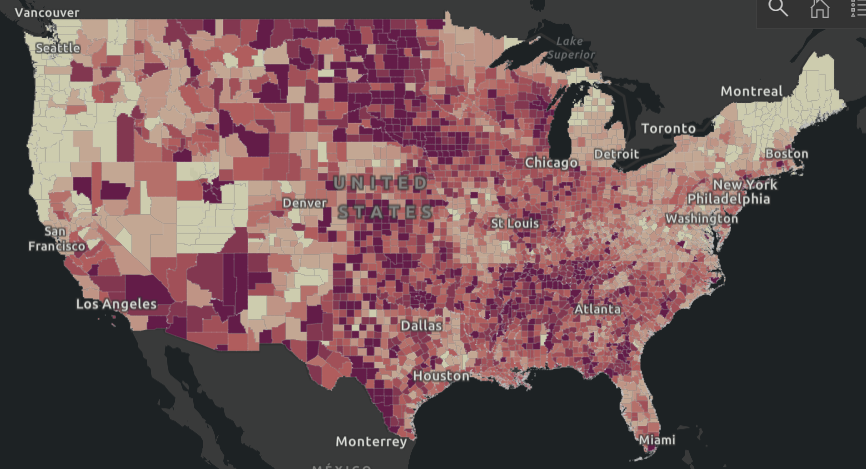 Vancouver
Seattle
Lake
Superior
Montreal
Toronto
Chicago
Detroit
Boston
UNITED
STATES
New York
Philadelphia
Denver
St Louis
Washington
San
Francisco
Los Angeles
Atlanta
Dallas
Houston
Monterrey
Miami
MÉXICO